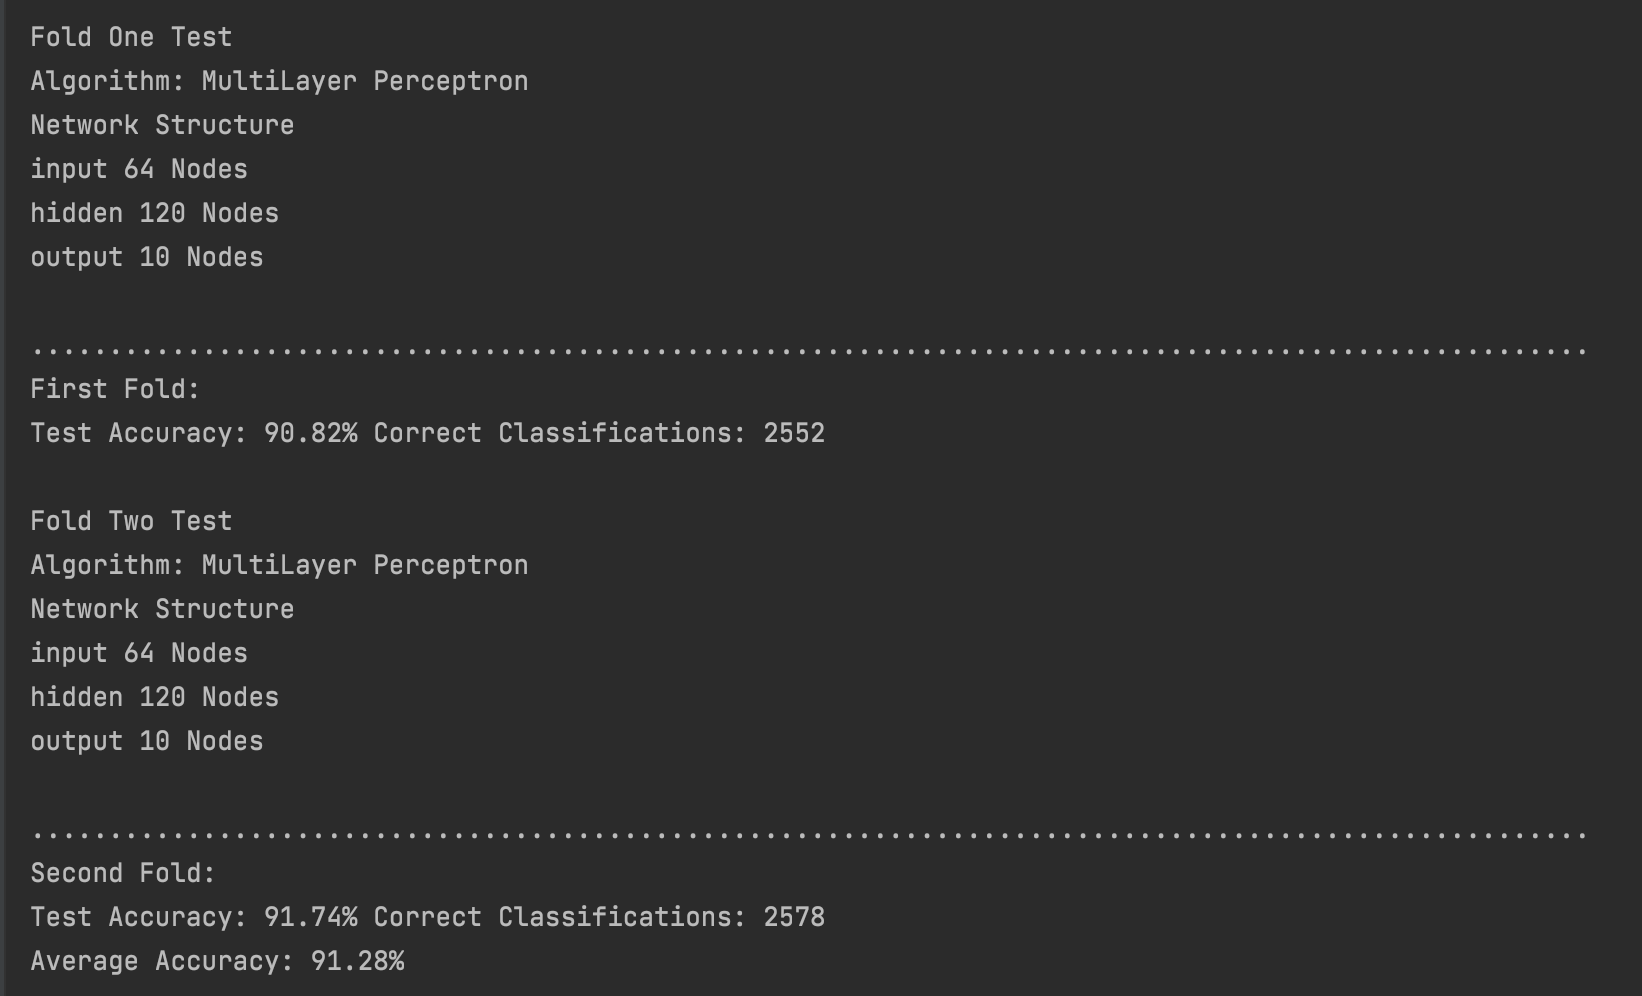 Fold One Test
Algorithm: MultiLayer Perceptron
Network Structure
input 64 Nodes
hidden 120 Nodes
output 10 Nodes
....................................................................................................
First Fold:
Test Accuracy: 90.82% Correct Classifications: 2552
Fold Two Test
Algorithm: MultiLayer Perceptron
Network Structure
input 64 Nodes
hidden 120 Nodes
output 10 Nodes
....................................................................................................
Second Fold:
Test Accuracy: 91.74% Correct Classifications: 2578
Average Accuracy: 91.28%